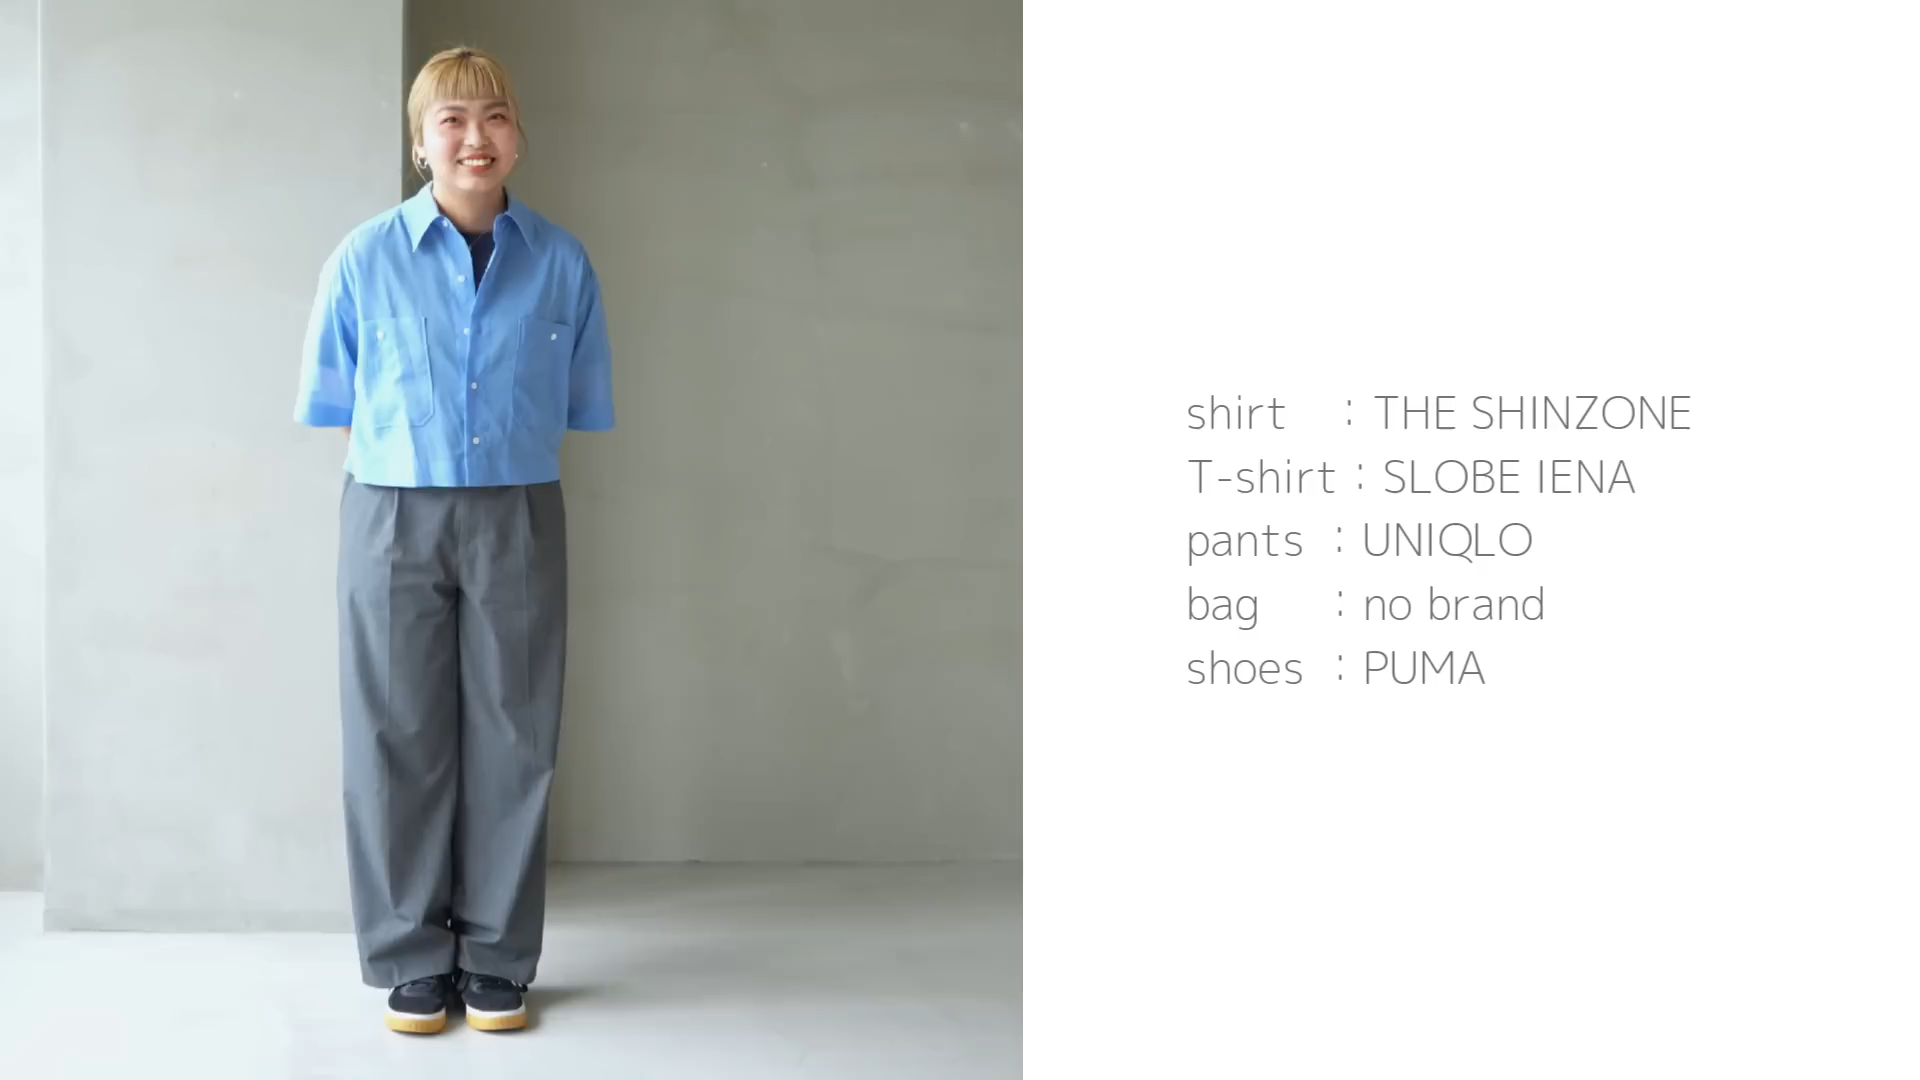 shirt : THE SHINZONE
T-shirt : SLOBE IENA
pants : UNIQLO
bag : no brand
shoes : PUMA